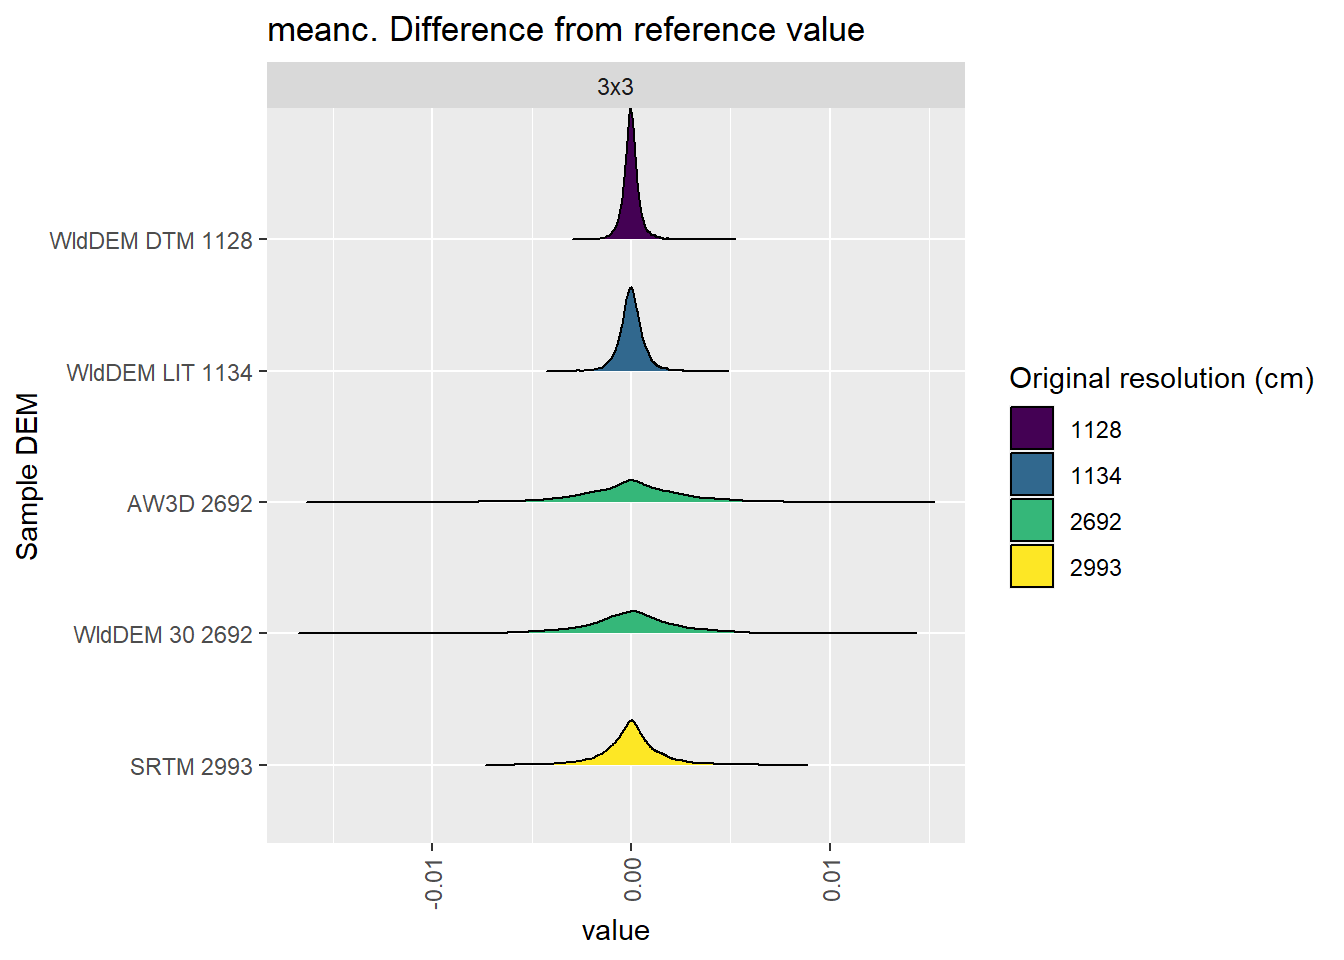 meanc. Difference from reference value
3x3
WldDEM DTM 1128
WldDEM LIT 1134
AW3D 2692
WldDEM 30 2692
SRTM 2993
Sample DEM
-0.01
0.00
0.01
value
Original resolution (cm)
1128
1134
2692
2993